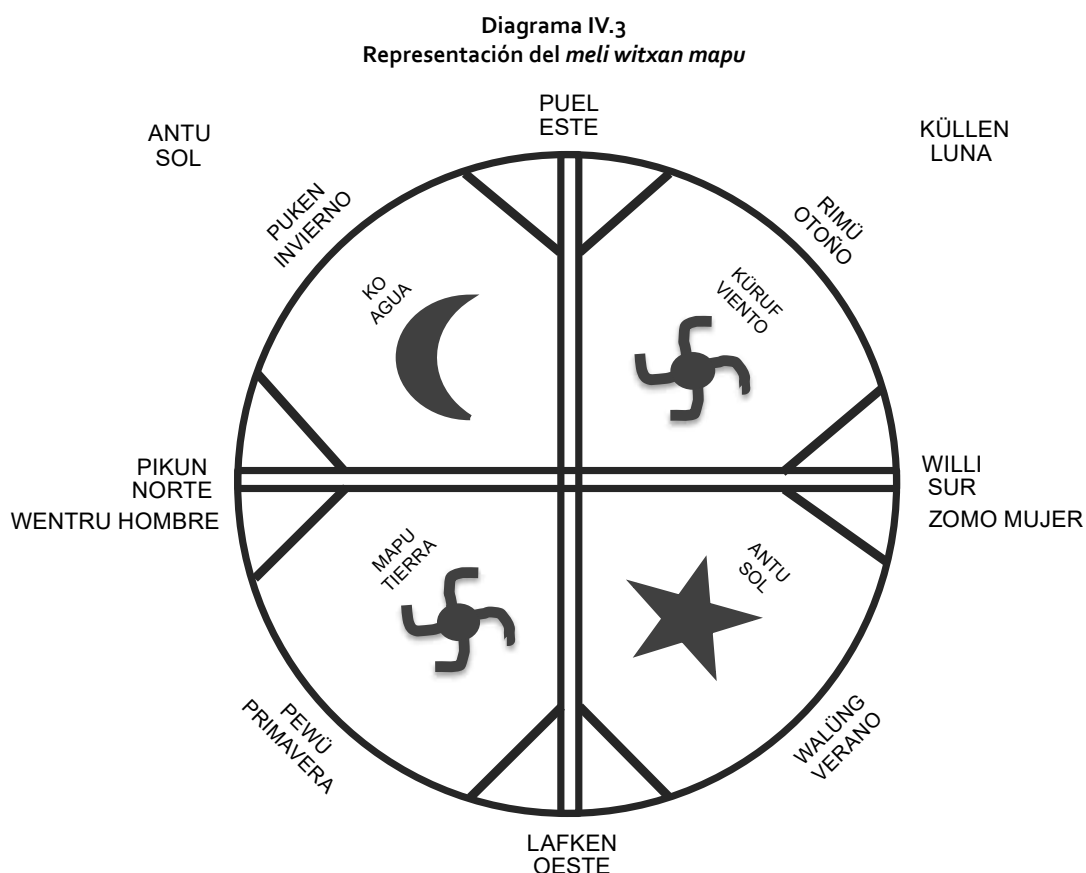 Diagrama IV.3
Representación del meli witxan mapu
PUEL
ESTE
ANTU
SOL
KÜLLEN
LUNA
PUKEN
INVIERNO
RIMÜ
OTOÑO
KO
AGUA
KÜRUF
VIENTO
PIKUN
NORTE
WENTRU HOMBRE
WILLI
SUR
ZOMO MUJER
MAPU
TIERRA
ANTU
SOL
PEWÜ
PRIMAVERA
WALÜNG
VERANO
LAFKEN
OESTE